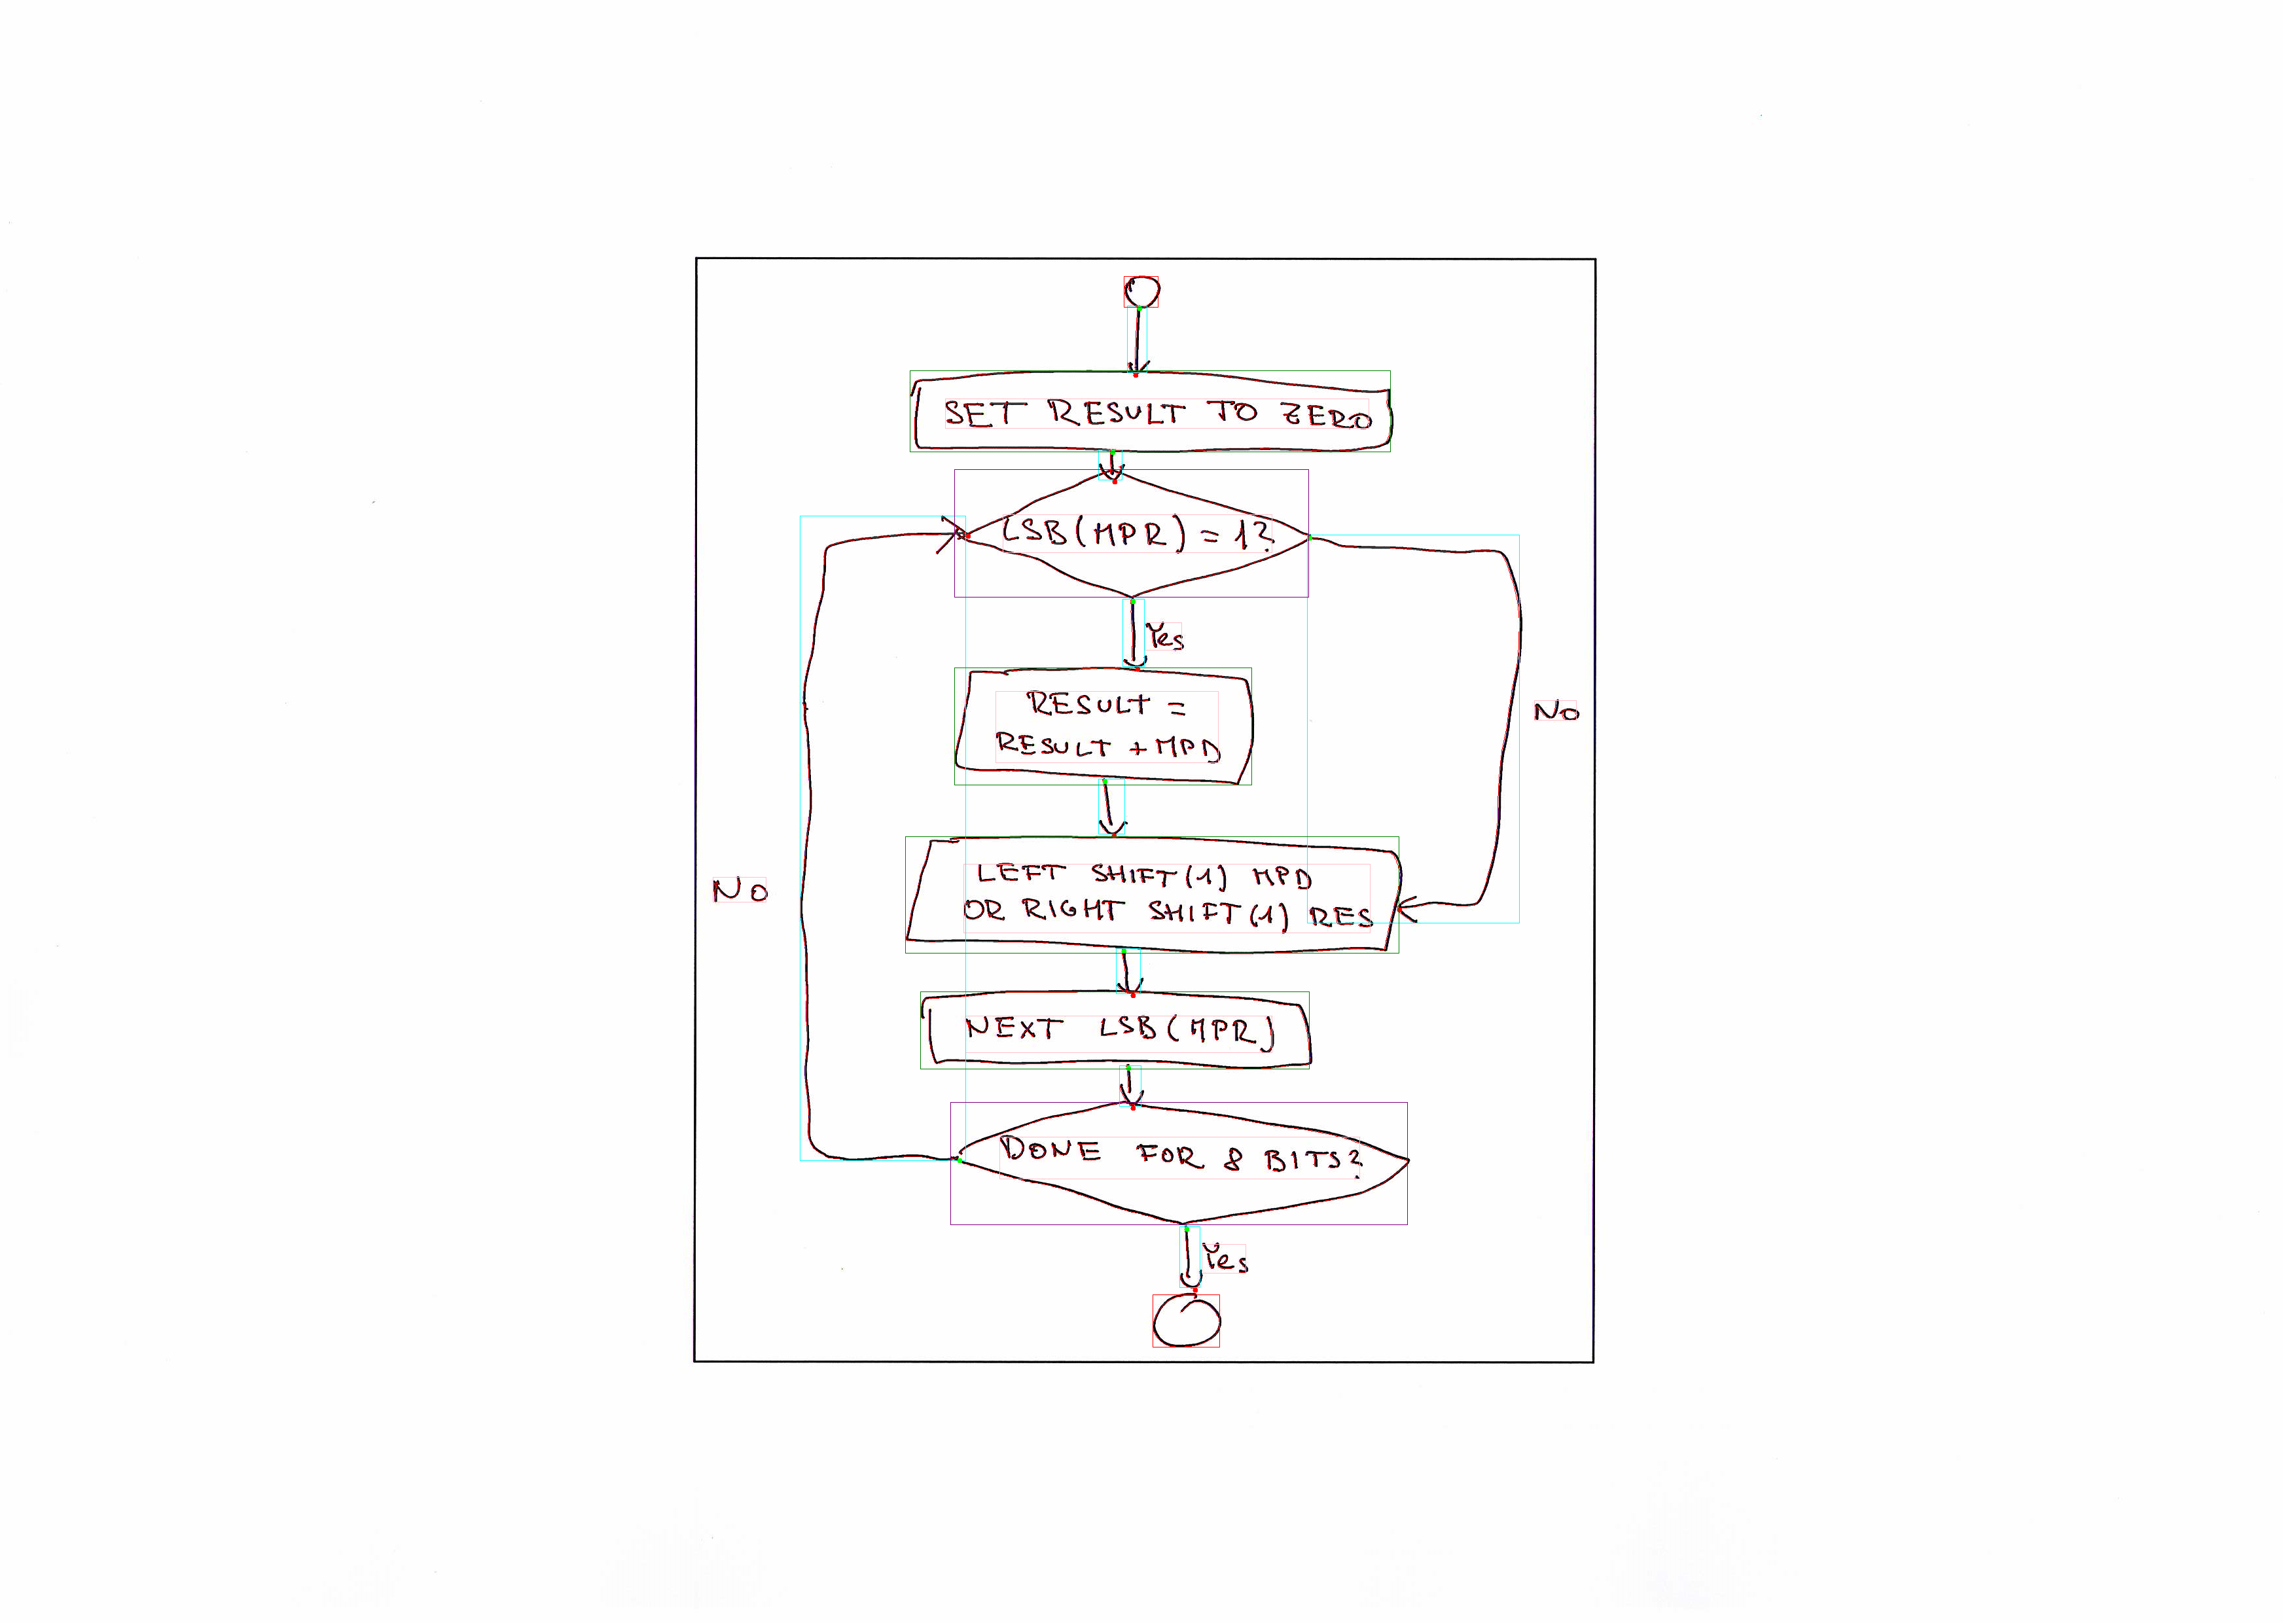 SET RESULT TO ZERO
LSB(MPR) = 1?
Yes
RESULT =
RESULT + MPD
No
LEFT SHIFT(1) MPD
OR RIGHT SHIFT(1) RES
No
NEXT LSB(MPR)
DONE FOR 8 BITS?
Yes